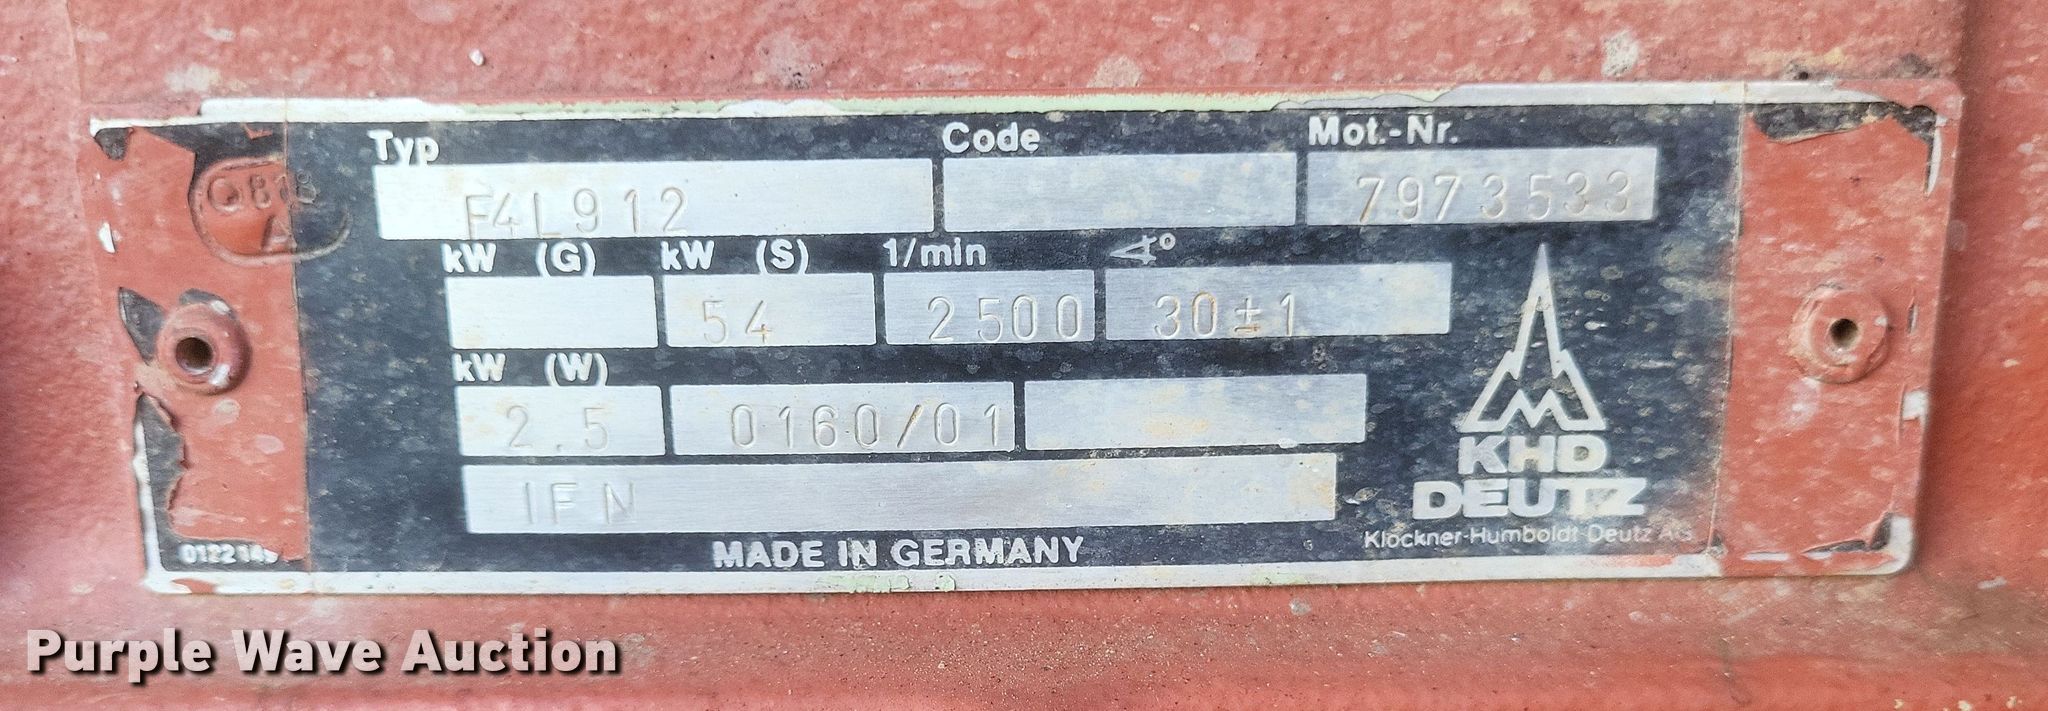 Typ Code Mot.-Nr.
F4L912 7973533
kW (G) kW (S) 1/min ∢°
54 2500 30±1
kW (W)
2.5 0160/01
IFN
KHD
DEUTZ
Klöckner-Humboldt-Deutz AG
MADE IN GERMANY
A
Purple Wave Auction